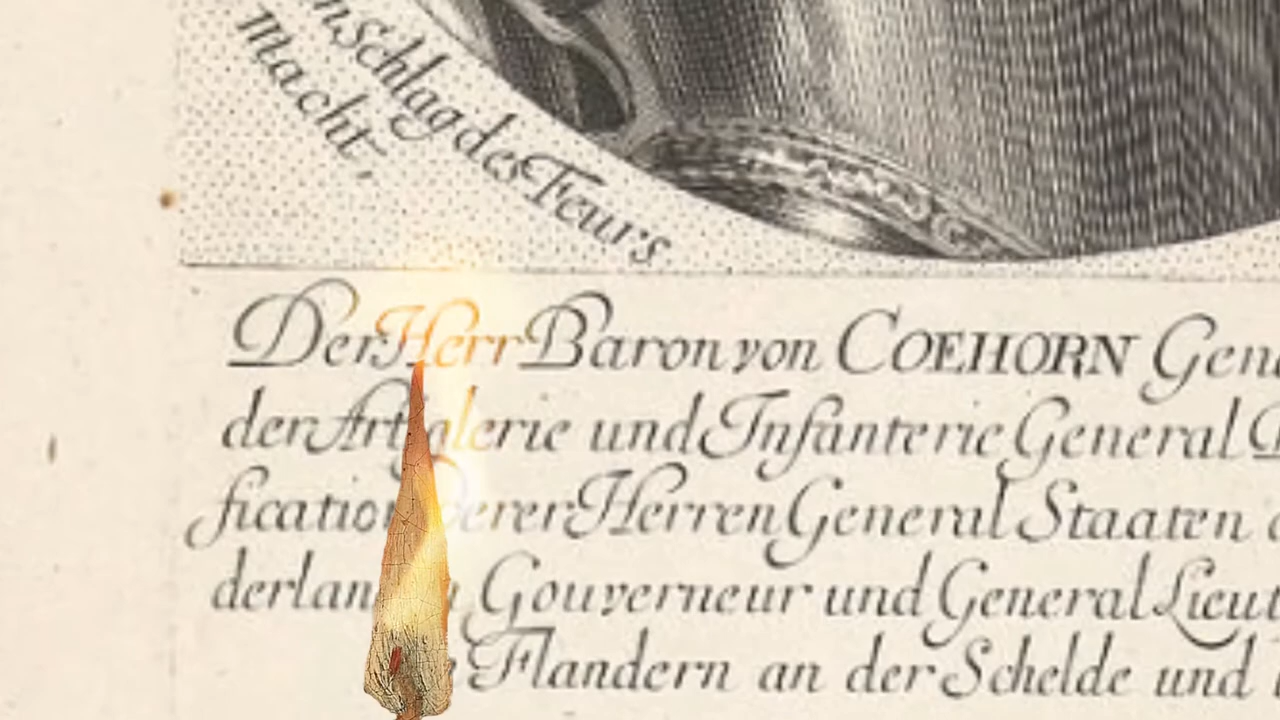 nSchlag des Feurs
Macht,
Der Herr Baron von COEHORN Gen
der Artiglerie und Infanterie General
fication derer Herren General Staaten
derlan Gouverneur und General Lieut
Flandern an der Schelde und